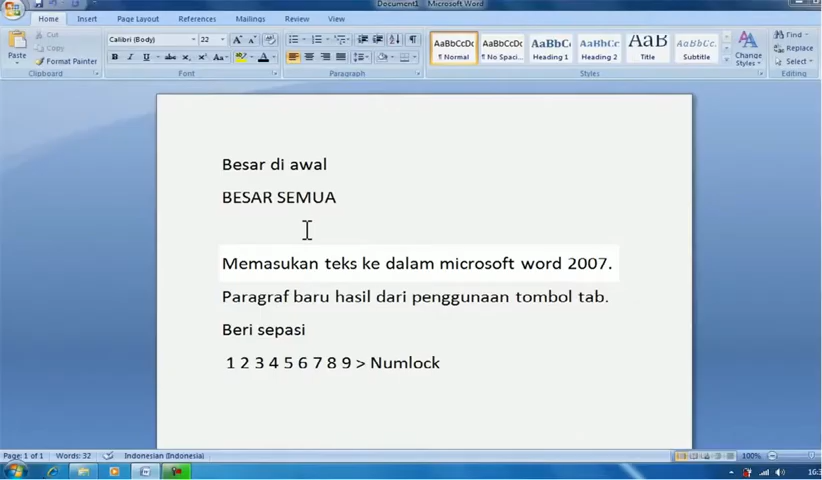 Document1 - Microsoft Word
Home Insert Page Layout References Mailings Review View
Cut
Copy
Format Painter
Paste
Clipboard
Calibri (Body) 22
Font
Paragraph
AaBbCcDc AaBbCcDc AaBbC AaBbCc AaB AaBbCc.
¶ Normal ¶ No Spaci... Heading 1 Heading 2 Title Subtitle
Change Styles
Styles
Find
Replace
Select
Editing
Besar di awal
BESAR SEMUA
Memasukan teks ke dalam microsoft word 2007.
Paragraf baru hasil dari penggunaan tombol tab.
Beri sepasi
1 2 3 4 5 6 7 8 9 > Numlock
Page: 1 of 1 Words: 32 Indonesian (Indonesia) 100%